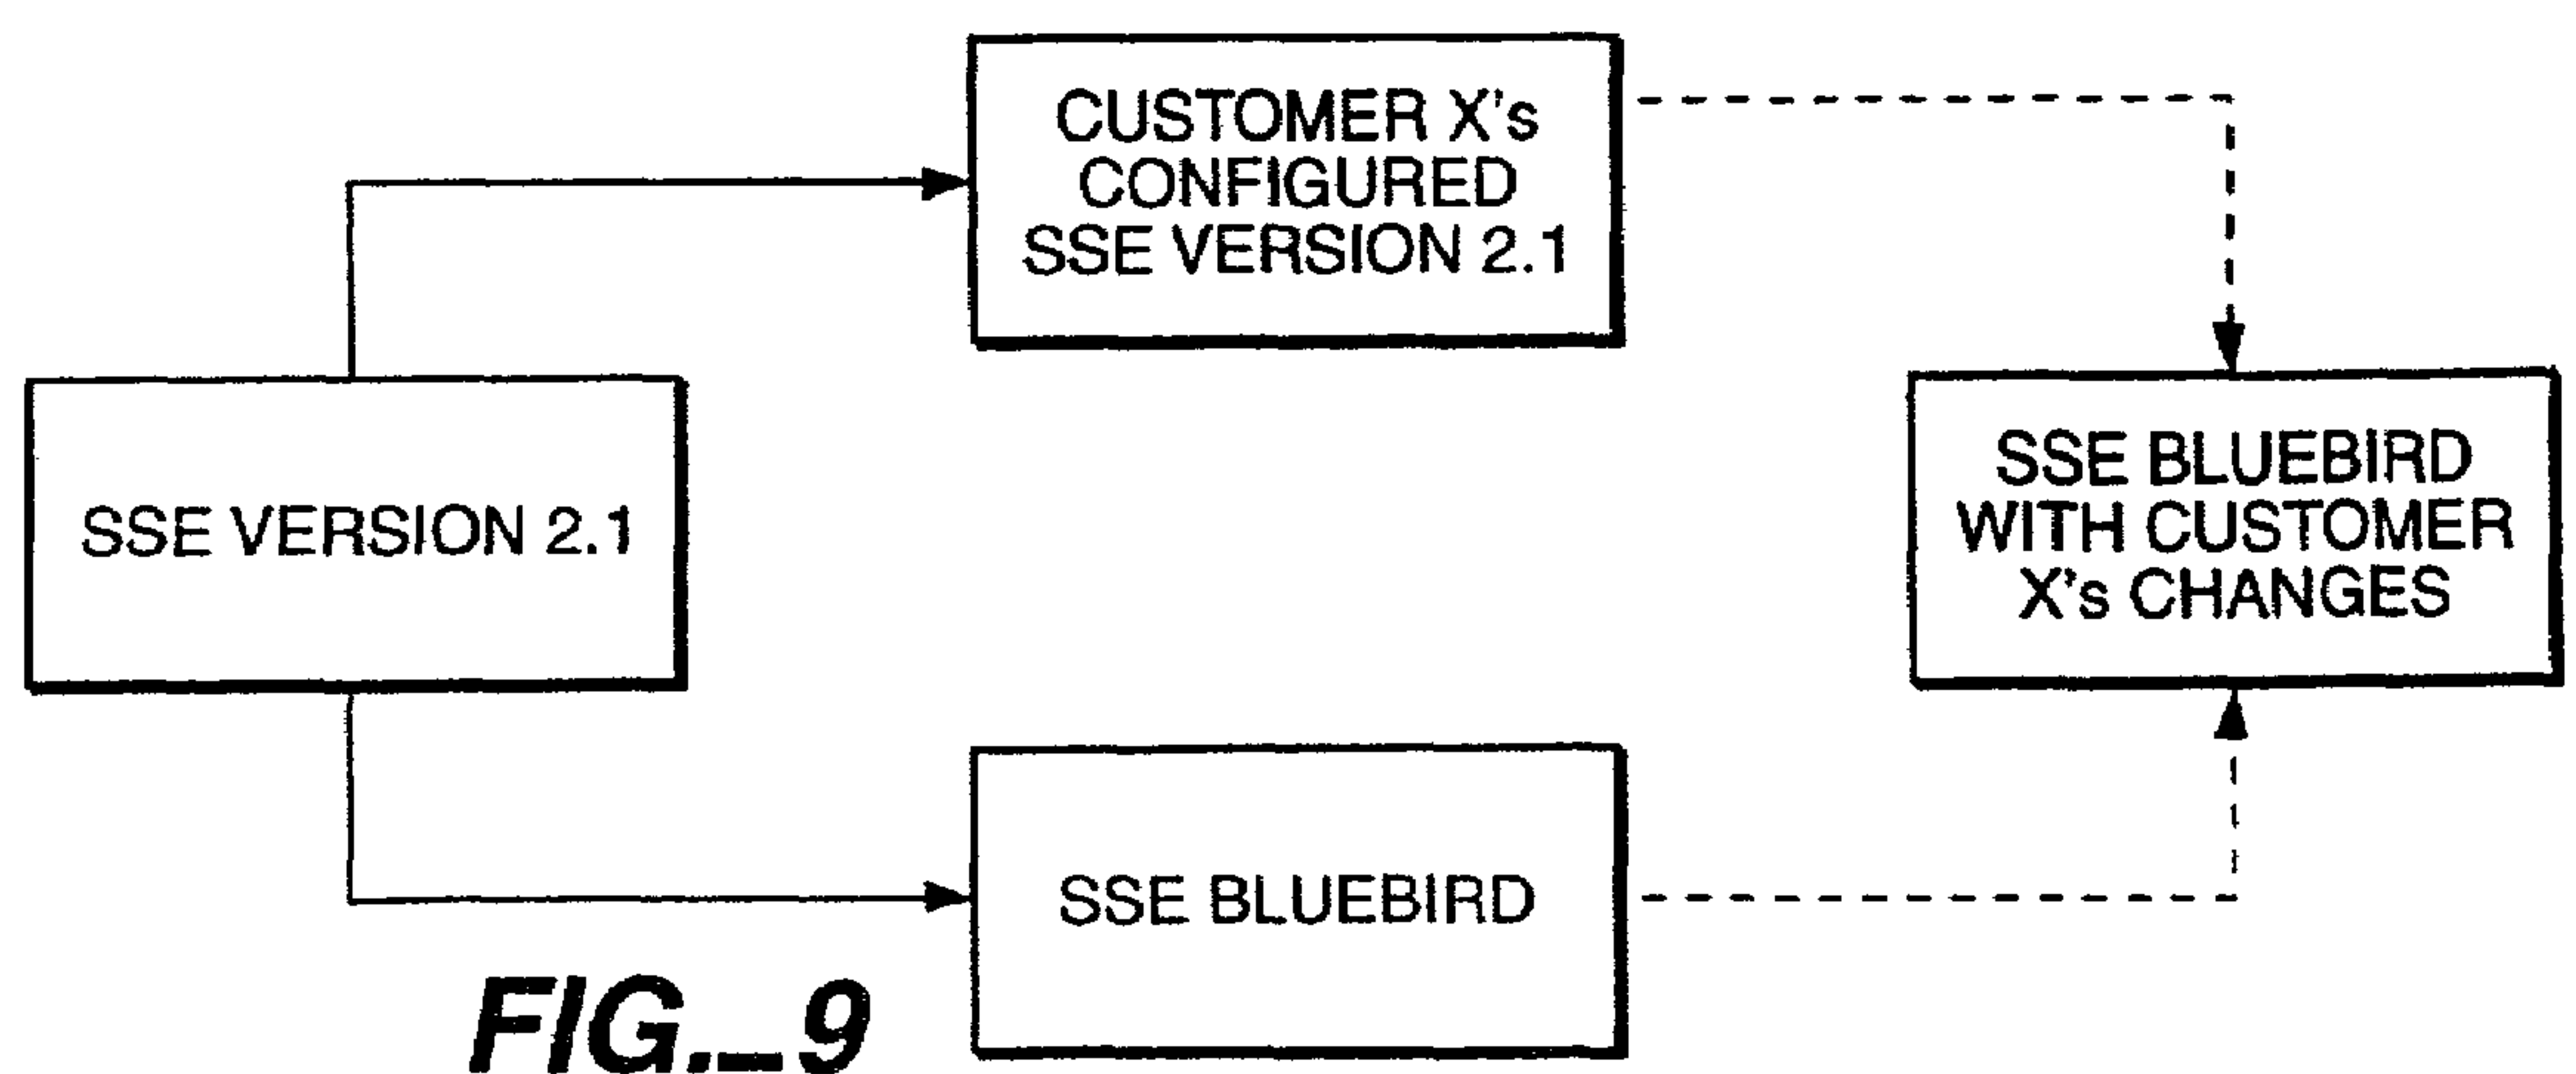 CUSTOMER X's
CONFIGURED
SSE VERSION 2.1
SSE VERSION 2.1
SSE BLUEBIRD
WITH CUSTOMER
X's CHANGES
SSE BLUEBIRD
FIG._9